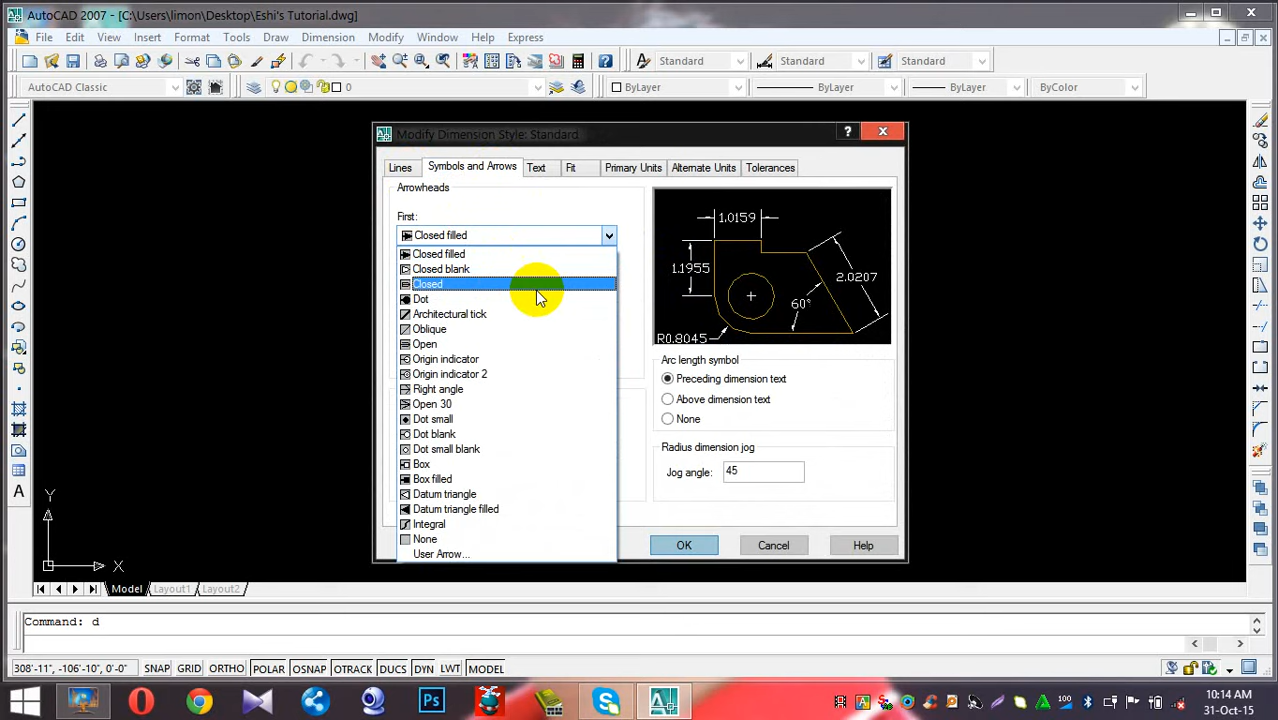 AutoCAD 2007 - [C:\Users\limon\Desktop\Eshi's Tutorial.dwg]
File Edit View Insert Format Tools Draw Dimension Modify Window Help Express
Standard Standard Standard
AutoCAD Classic 0 ByLayer ByLayer ByLayer ByColor
Modify Dimension Style: Standard
Lines Symbols and Arrows Text Fit Primary Units Alternate Units Tolerances
Arrowheads
First:
Closed filled
Closed filled
Closed blank
Closed
Dot
Architectural tick
Oblique
Open
Origin indicator
Origin indicator 2
Right angle
Open 30
Dot small
Dot blank
Dot small blank
Box
Box filled
Datum triangle
Datum triangle filled
Integral
None
User Arrow...
1.0159
1.1955
2.0207
60°
R0.8045
Arc length symbol
Preceding dimension text
Above dimension text
None
Radius dimension jog
Jog angle: 45
OK Cancel Help
Y
X
Model Layout1 Layout2
Command: d
308'-11", -106'-10", 0'-0" SNAP GRID ORTHO POLAR OSNAP OTRACK DUCS DYN LWT MODEL
Ps 100 10:14 AM
31-Oct-15